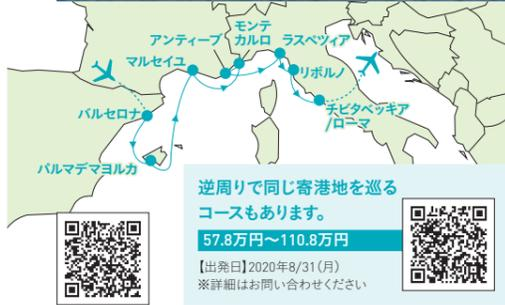 モンテ
カルロ
アンティーブ
ラスペツィア
マルセイユ
リボルノ
バルセロナ
チビタベッキア
/ローマ
パルマデマヨルカ
逆周りで同じ寄港地を巡る
コースもあります。
57.8万円〜110.8万円
【出発日】2020年8/31(月)
※詳細はお問い合わせください